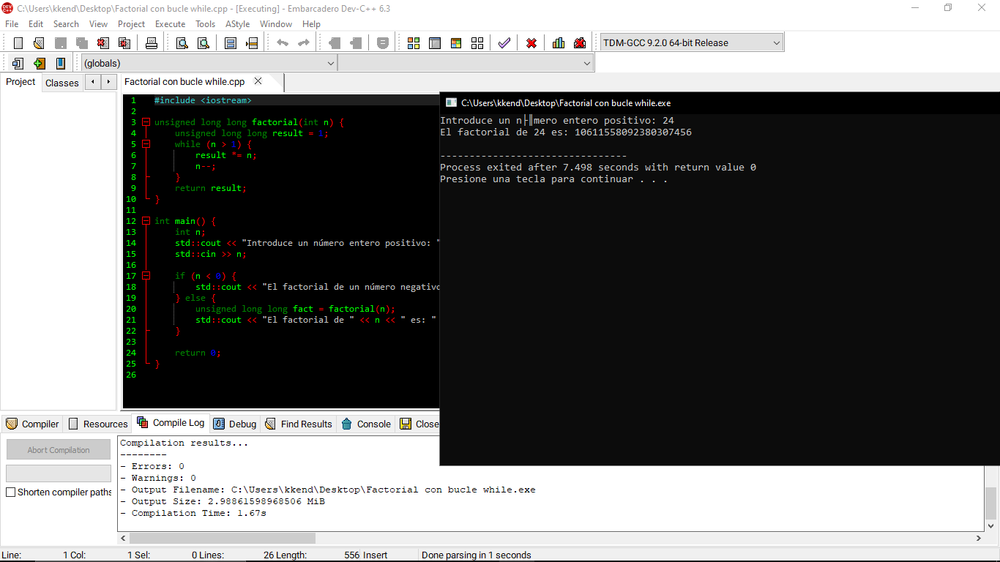 C:\Users\kkend\Desktop\Factorial con bucle while.cpp - [Executing] - Embarcadero Dev-C++ 6.3
File Edit Search View Project Execute Tools AStyle Window Help
TDM-GCC 9.2.0 64-bit Release
(globals)
Project Classes
Factorial con bucle while.cpp
1 #include <iostream>
2
3 unsigned long long factorial(int n) {
4 unsigned long long result = 1;
5 while (n > 1) {
6 result *= n;
7 n--;
8 }
9 return result;
10 }
11
12 int main() {
13 int n;
14 std::cout << "Introduce un número entero positivo: "
15 std::cin >> n;
16
17 if (n < 0) {
18 std::cout << "El factorial de un número negativo
19 } else {
20 unsigned long long fact = factorial(n);
21 std::cout << "El factorial de " << n << " es: "
22 }
23
24 return 0;
25 }
26
C:\Users\kkend\Desktop\Factorial con bucle while.exe
Introduce un n├║mero entero positivo: 24
El factorial de 24 es: 10611558092380307456
--------------------------------
Process exited after 7.498 seconds with return value 0
Presione una tecla para continuar . . .
Compiler Resources Compile Log Debug Find Results Console Close
Abort Compilation
Shorten compiler paths
Compilation results...
--------
- Errors: 0
- Warnings: 0
- Output Filename: C:\Users\kkend\Desktop\Factorial con bucle while.exe
- Output Size: 2.98861598968506 MiB
- Compilation Time: 1.67s
Line: 1 Col: 1 Sel: 0 Lines: 26 Length: 556 Insert Done parsing in 1 seconds